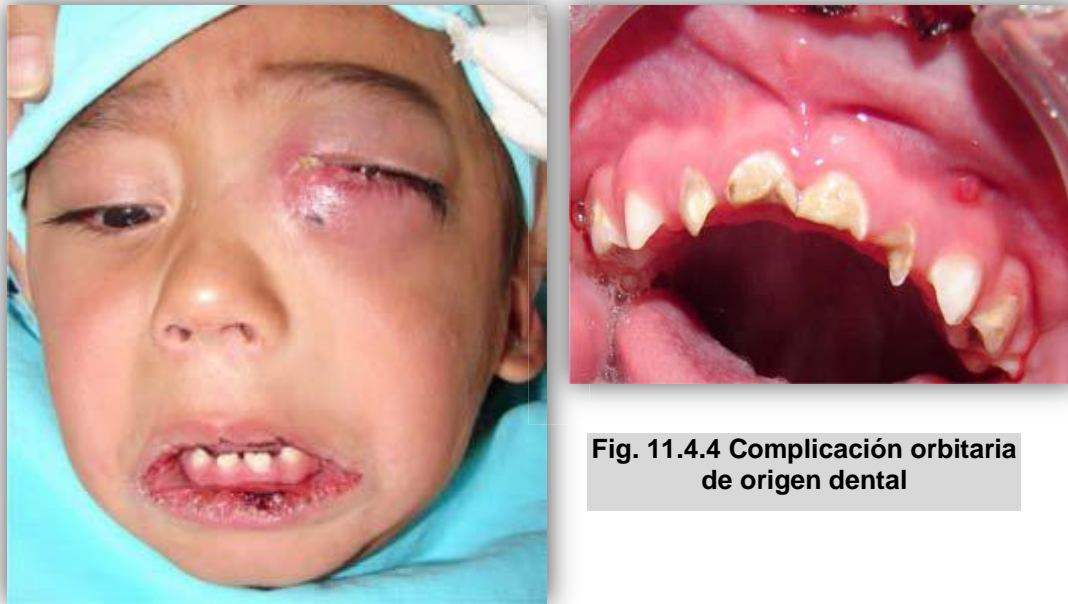 Fig. 11.4.4 Complicación orbitaria
de origen dental